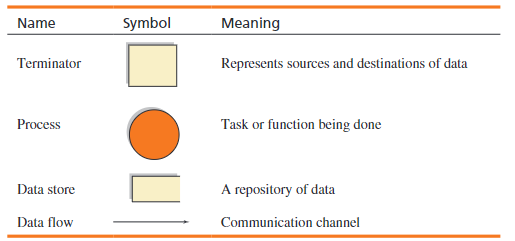 Name Symbol Meaning
Terminator Represents sources and destinations of data
Process Task or function being done
Data store A repository of data
Data flow Communication channel